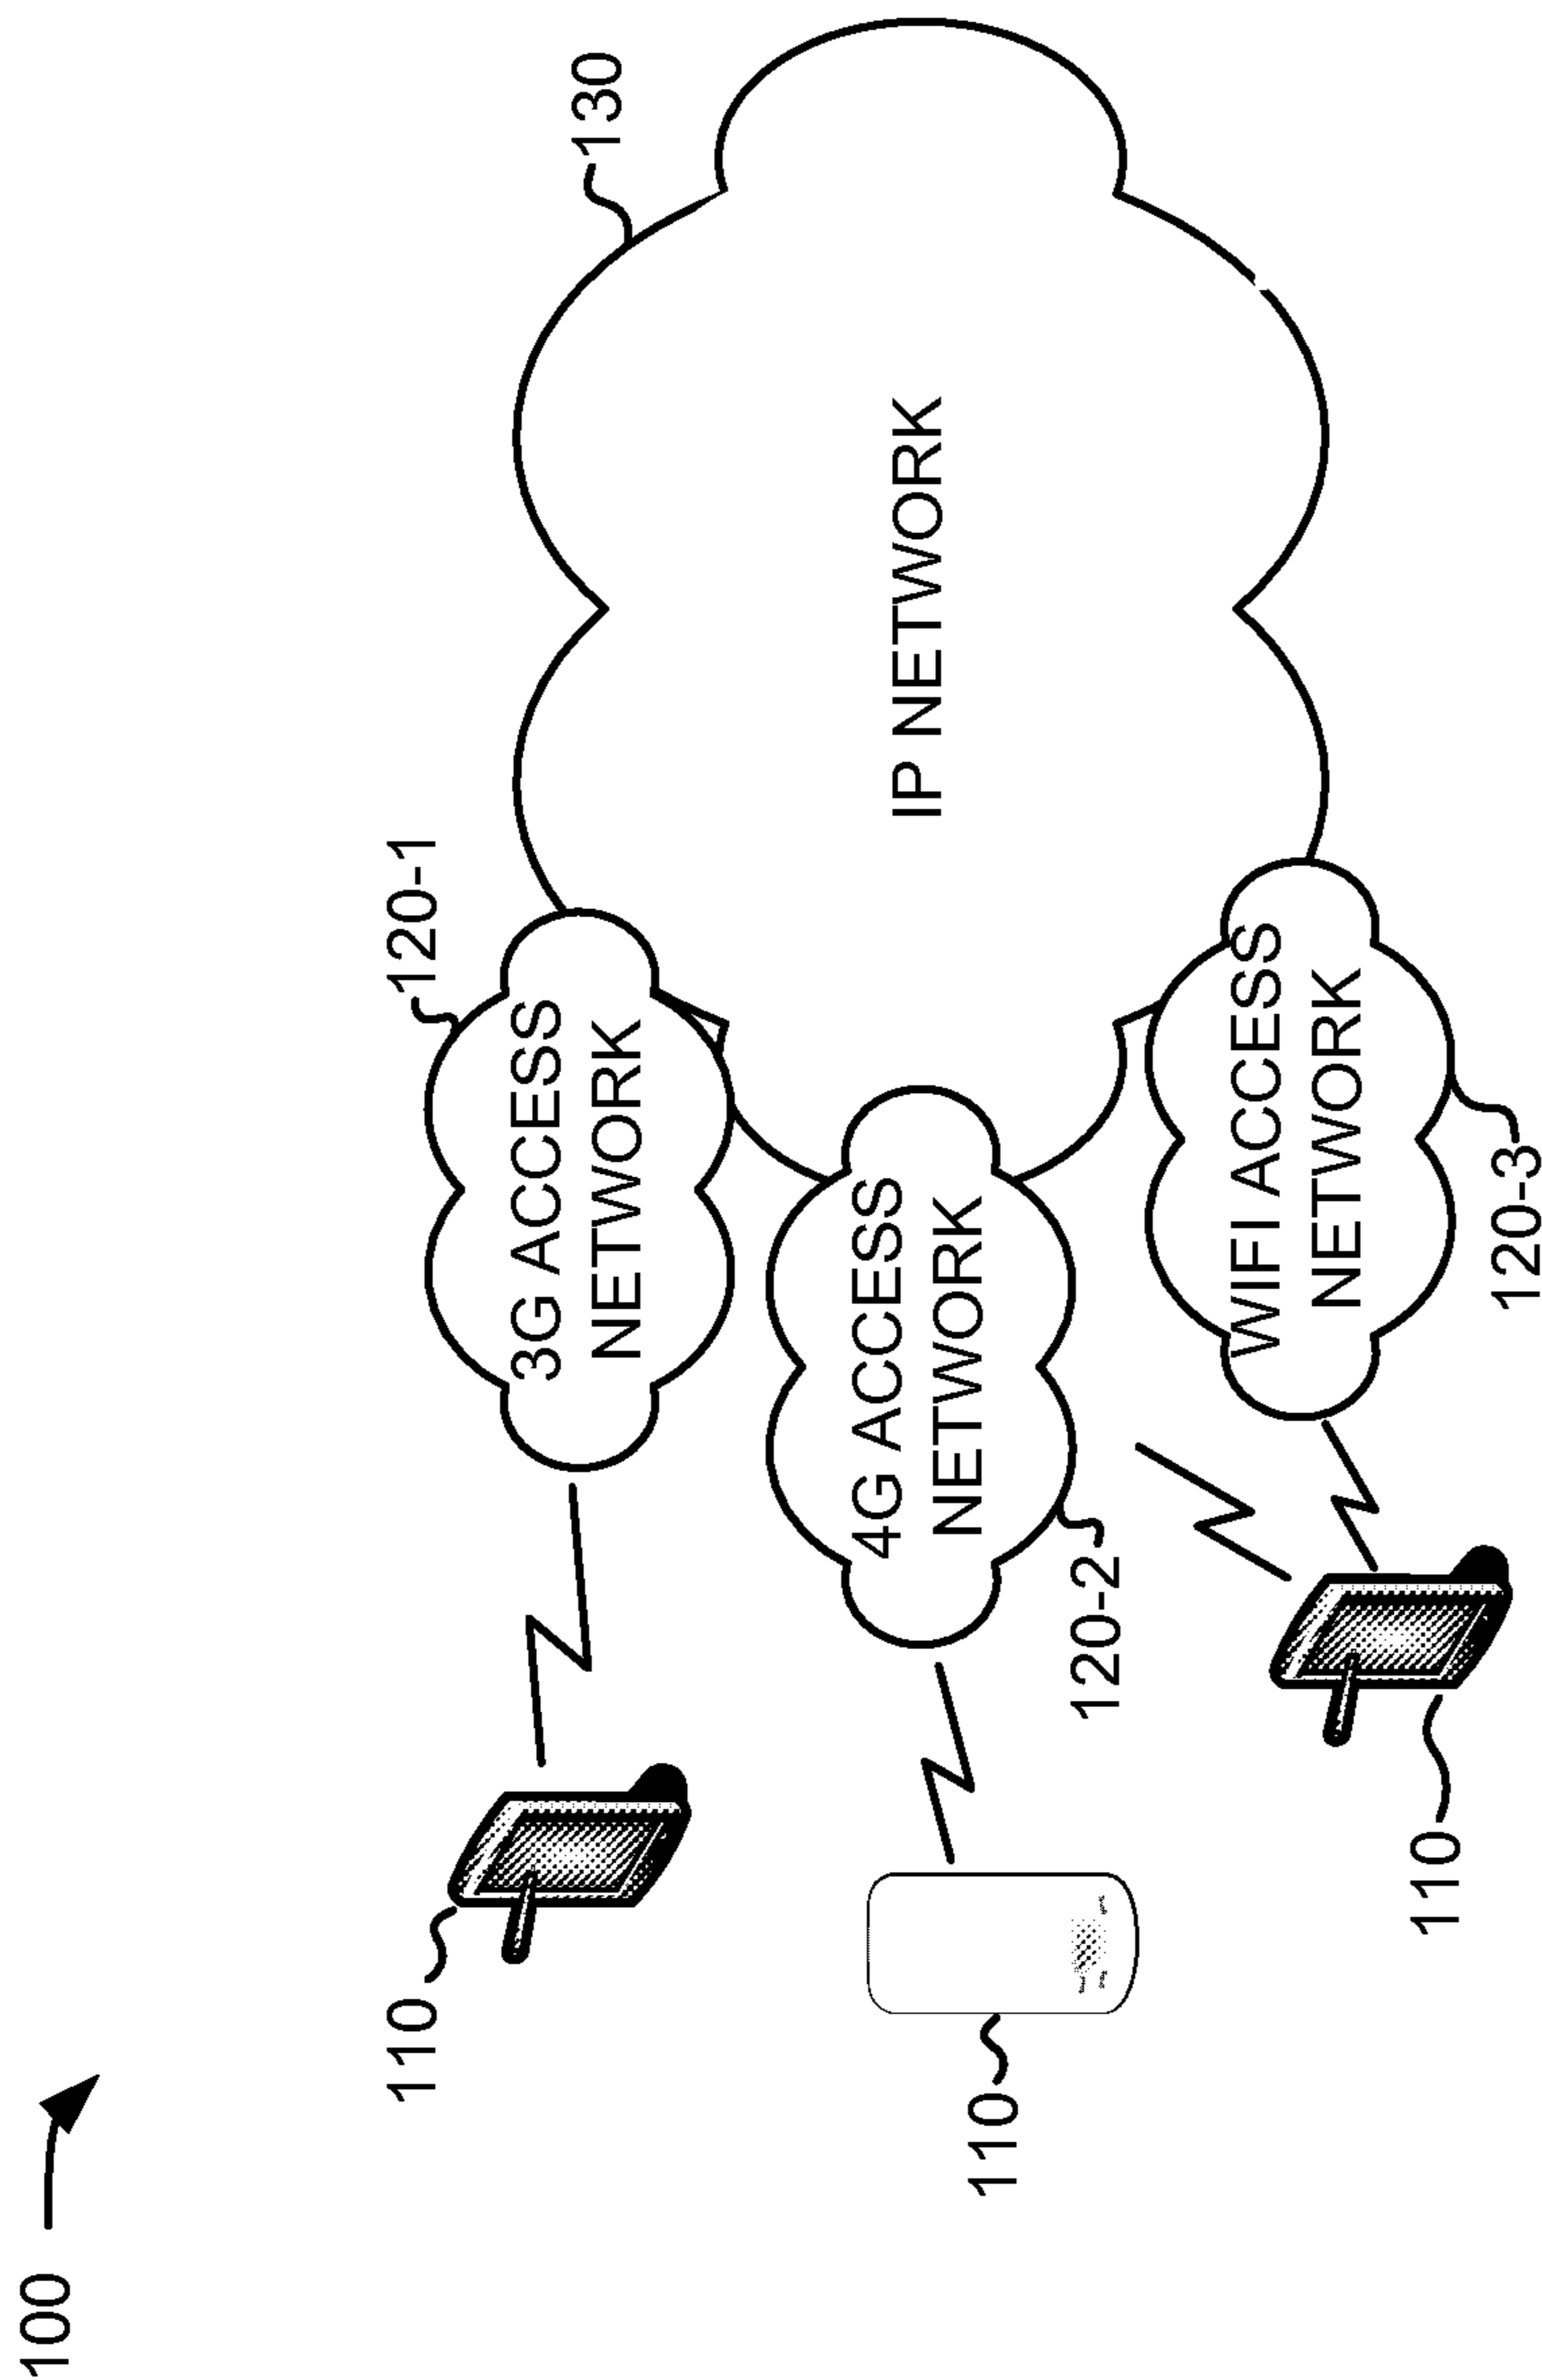 100
110
120-1
130
3G ACCESS
NETWORK
IP NETWORK
4G ACCESS
NETWORK
110
120-2
WIFI ACCESS
NETWORK
110
120-3